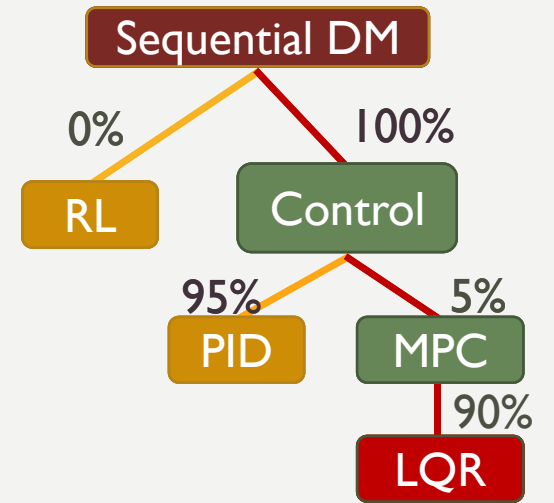 Sequential DM
0%
100%
RL
Control
95%
5%
PID
MPC
90%
LQR